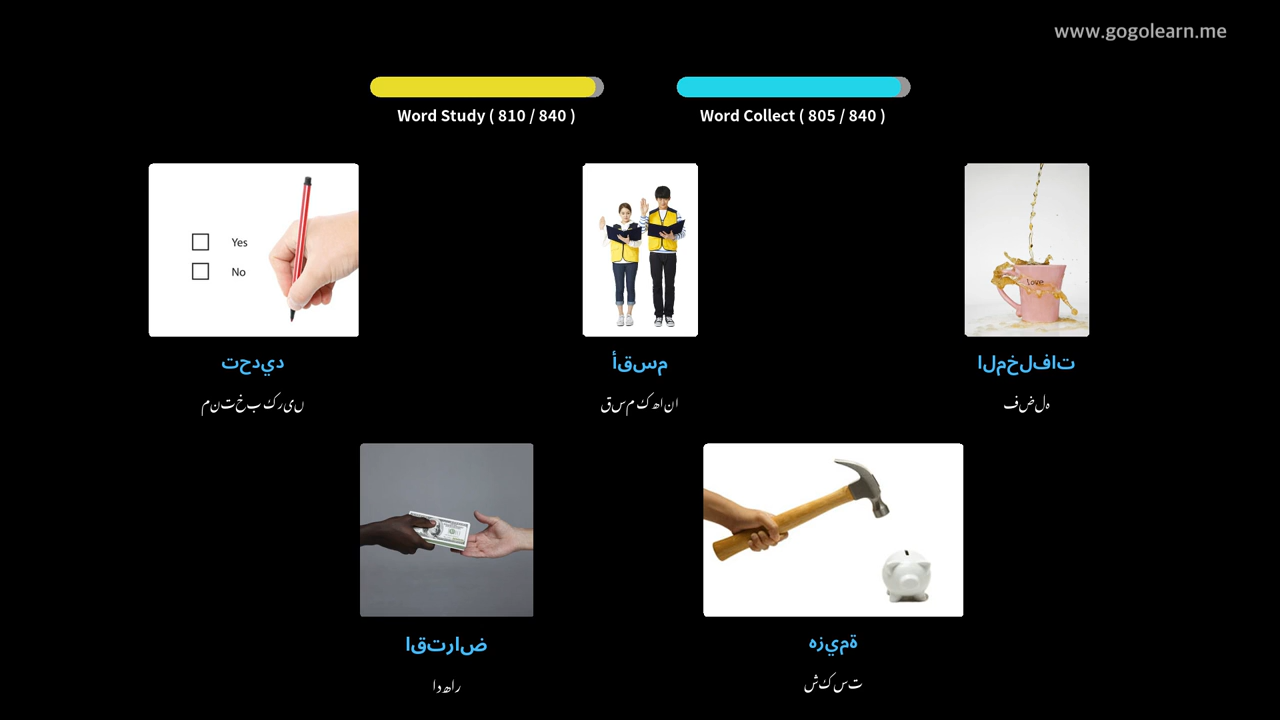 www.gogolearn.me
Word Study ( 810 / 840 )
Word Collect ( 805 / 840 )
Yes
No
Love
تحديد
أقسم
المخلفات
منتخب کریں
قسم کھانا
فضلہ
اقتراض
هزيمة
ادھار
شکست